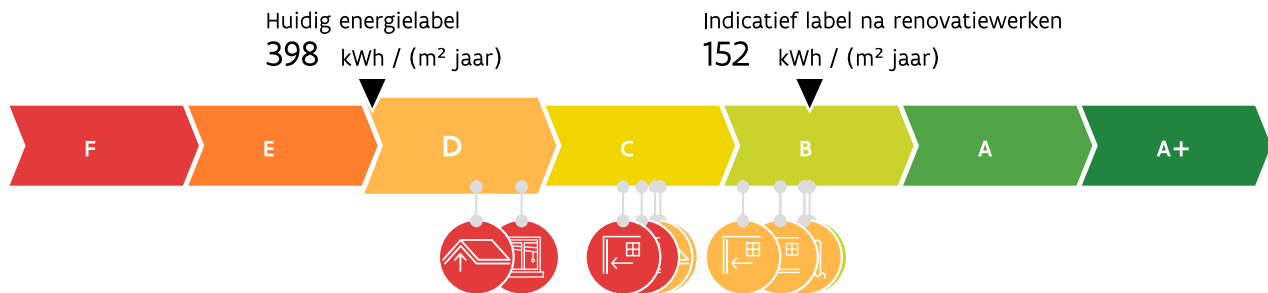 Huidig energielabel
398 kWh / (m² jaar)
Indicatief label na renovatiewerken
152 kWh / (m² jaar)
F
E
D
C
B
A
A+